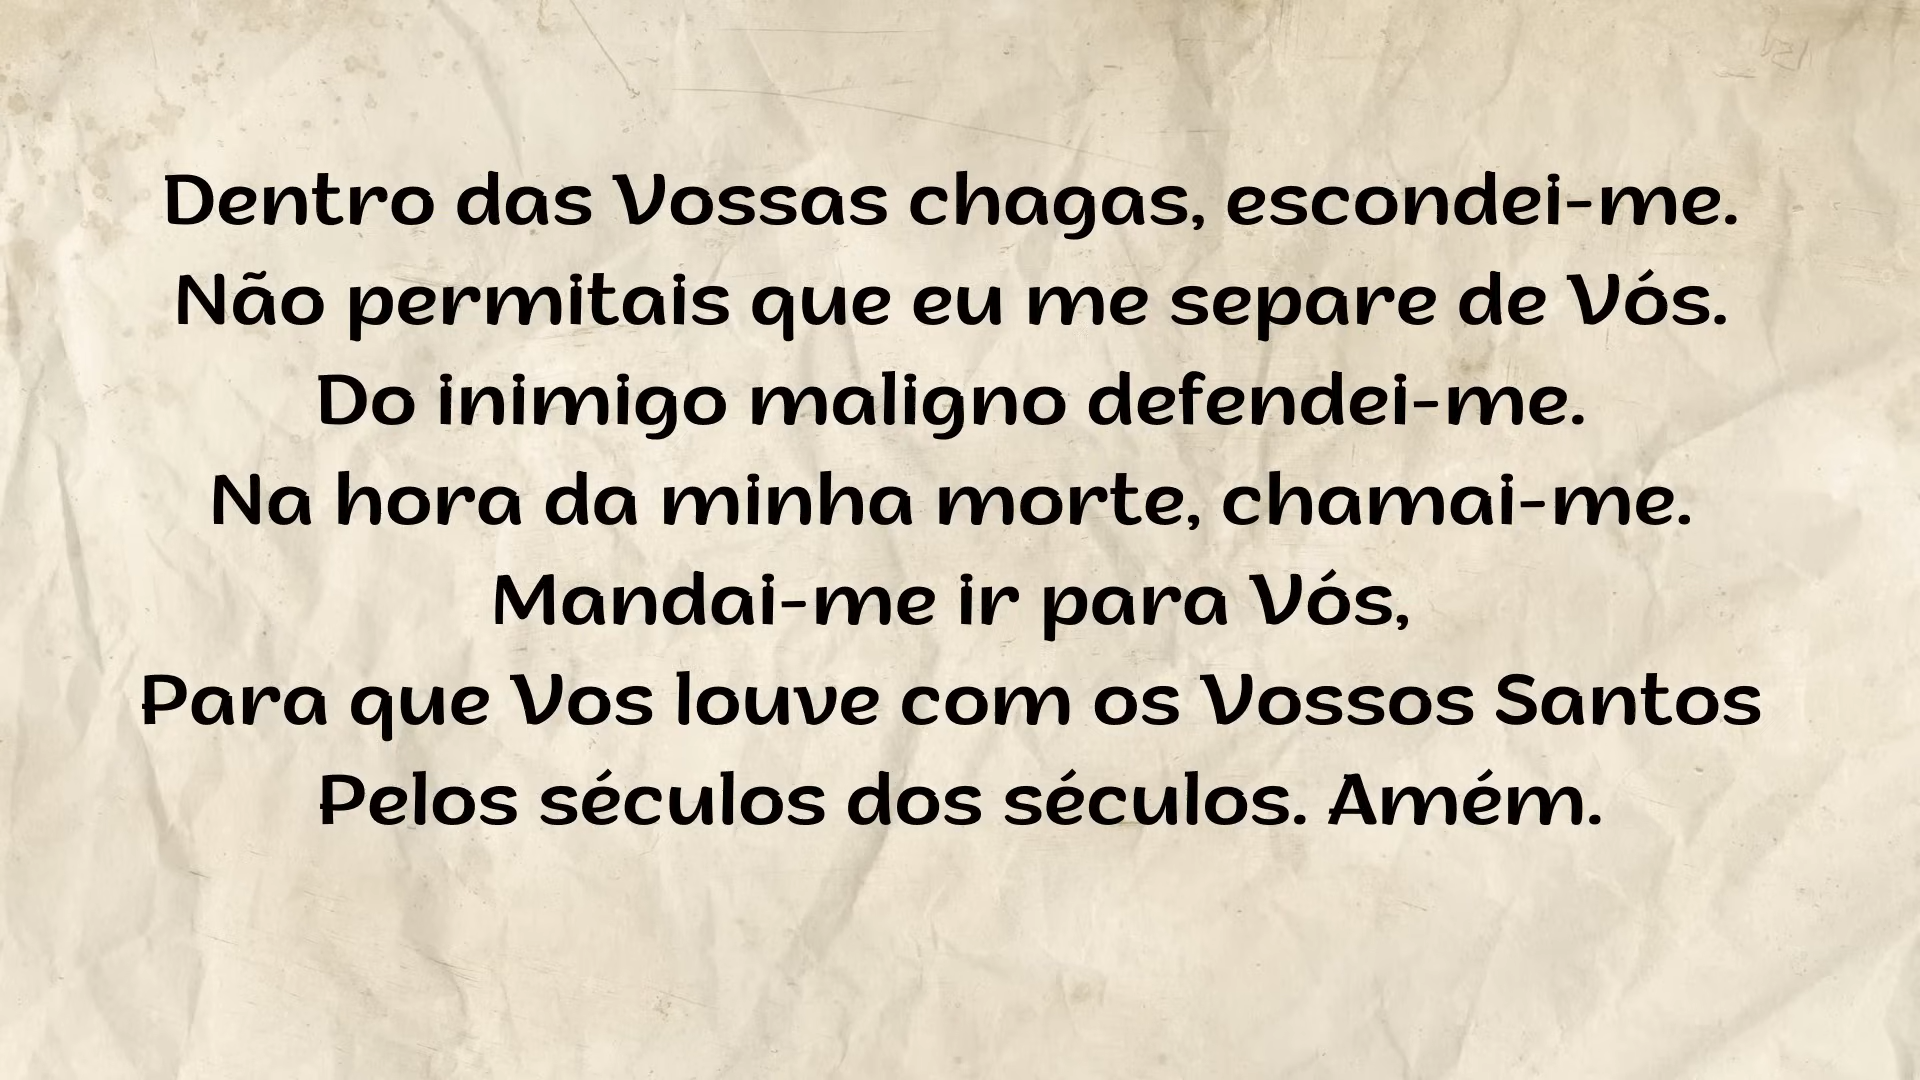 Dentro das Vossas chagas, escondei-me.
Não permitais que eu me separe de Vós.
Do inimigo maligno defendei-me.
Na hora da minha morte, chamai-me.
Mandai-me ir para Vós,
Para que Vos louve com os Vossos Santos
Pelos séculos dos séculos. Amém.